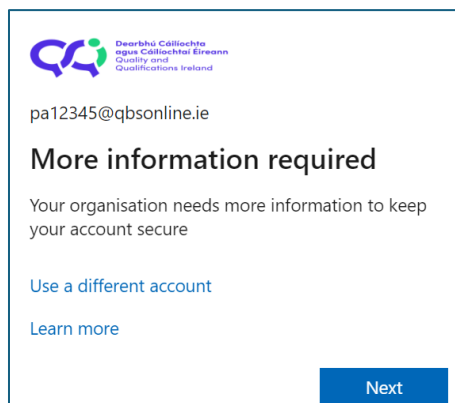 Dearbhú Cáilíochta
agus Cáilíochtaí Éireann
Quality and
Qualifications Ireland
pa12345@qbsonline.ie
More information required
Your organisation needs more information to keep
your account secure
Use a different account
Learn more
Next